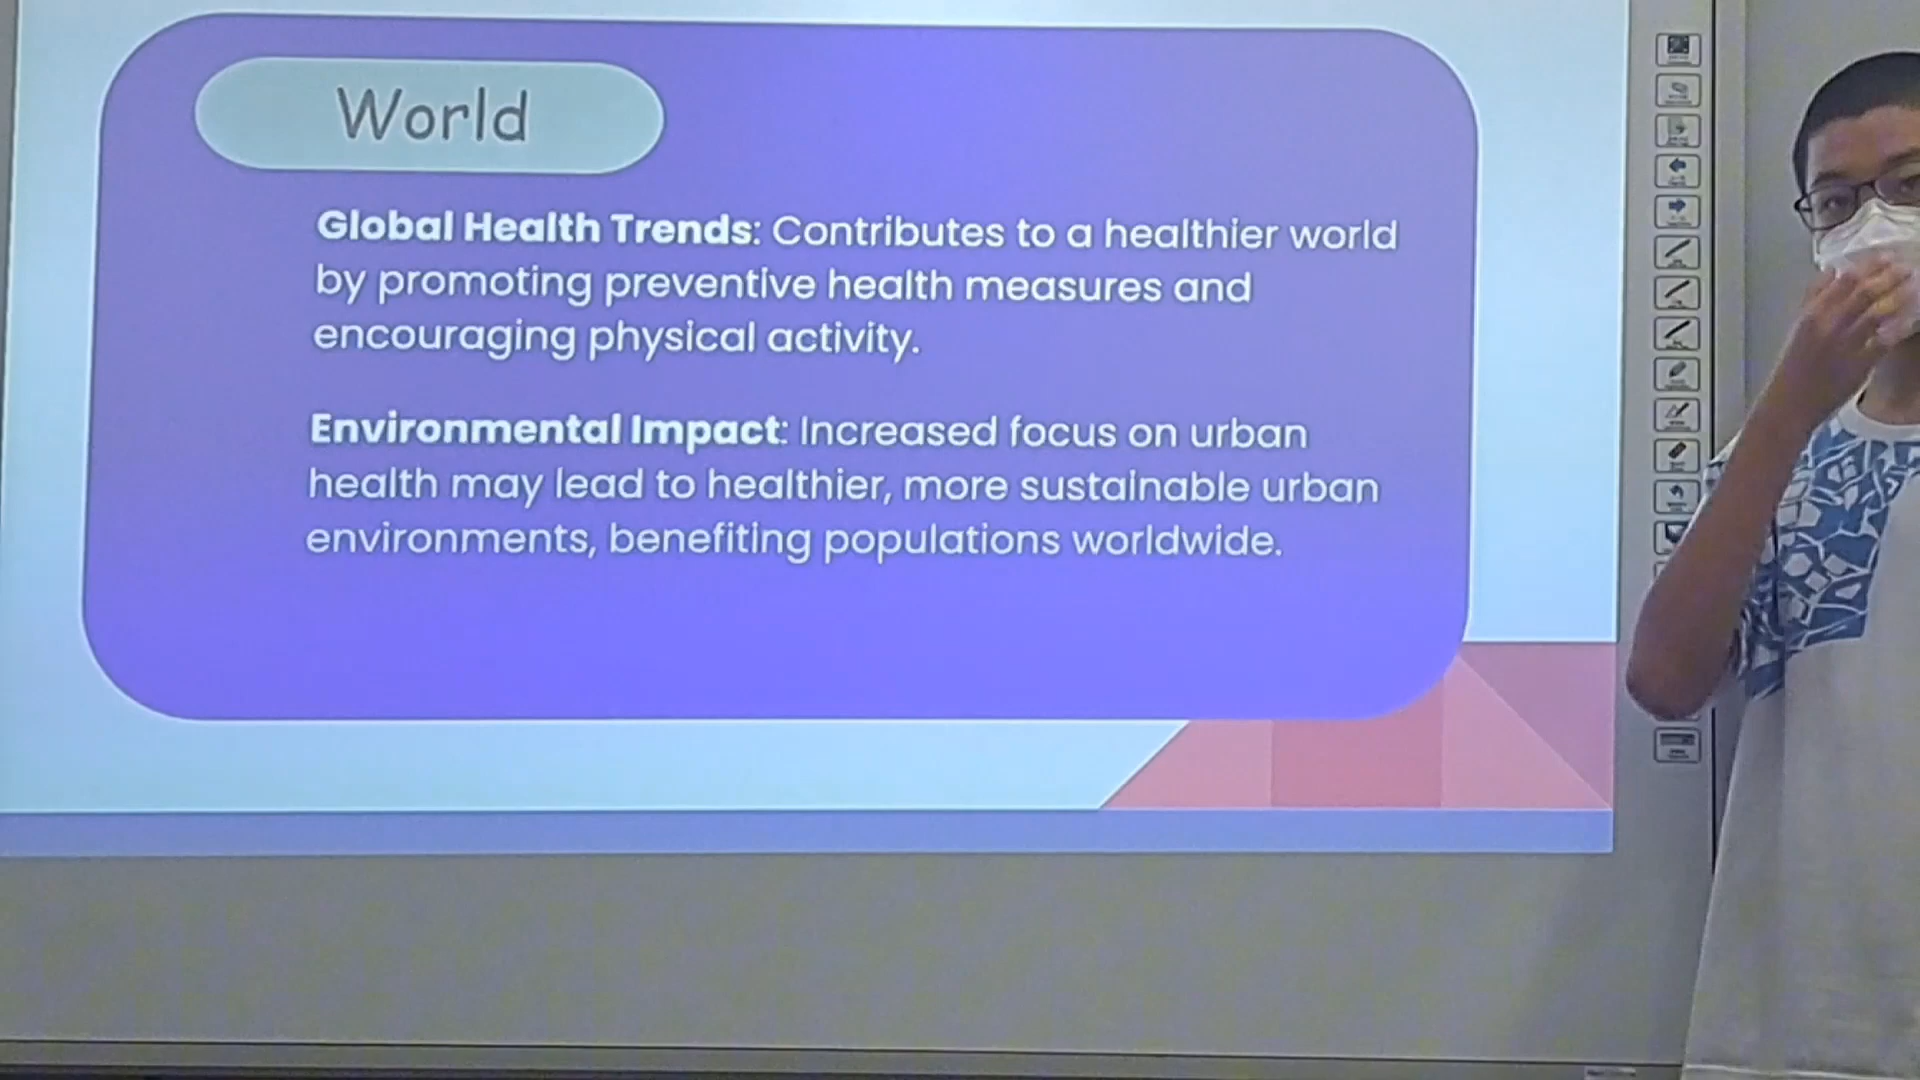 World
Global Health Trends: Contributes to a healthier world
by promoting preventive health measures and
encouraging physical activity.
Environmental Impact: Increased focus on urban
health may lead to healthier, more sustainable urban
environments, benefiting populations worldwide.